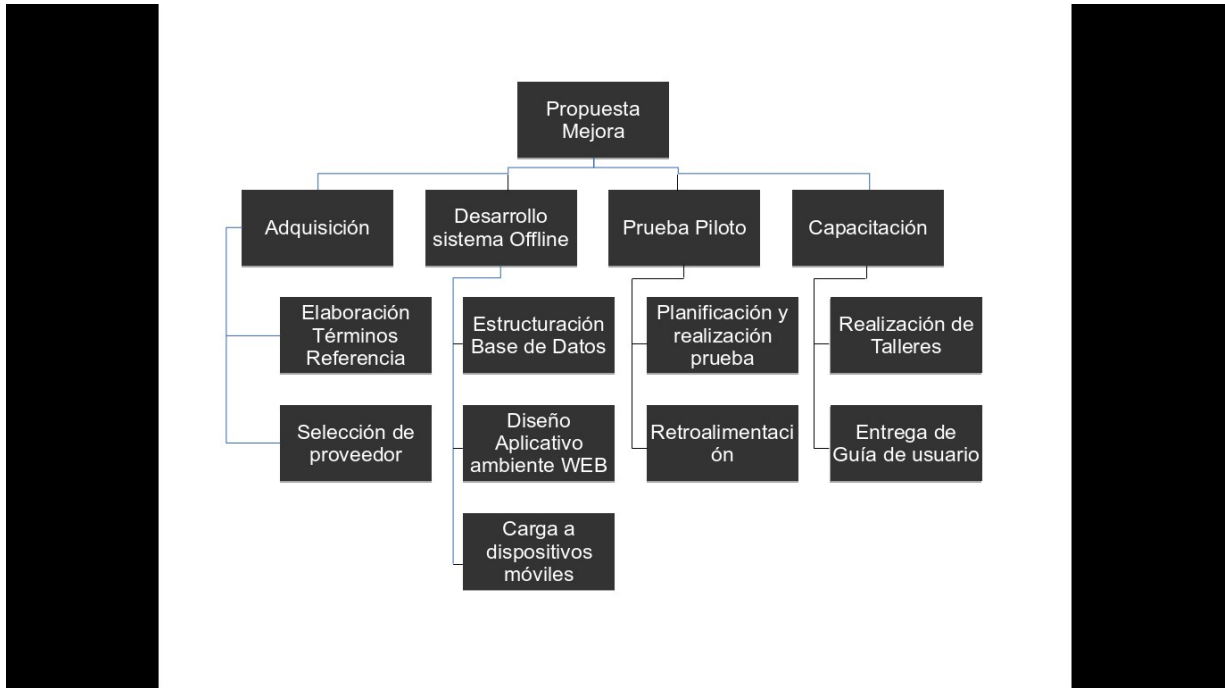 Propuesta
Mejora
Adquisición
Desarrollo
sistema Offline
Prueba Piloto
Capacitación
Elaboración
Términos
Referencia
Estructuración
Base de Datos
Planificación y
realización
prueba
Realización de
Talleres
Selección de
proveedor
Diseño
Aplicativo
ambiente WEB
Retroalimentaci
ón
Entrega de
Guía de usuario
Carga a
dispositivos
móviles